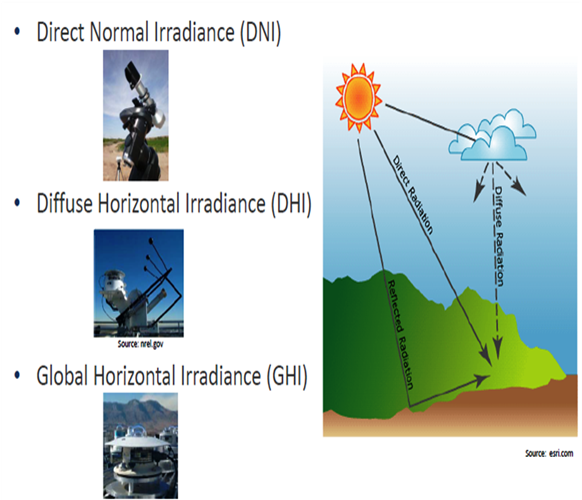 • Direct Normal Irradiance (DNI)
• Diffuse Horizontal Irradiance (DHI)
Source: nrel.gov
• Global Horizontal Irradiance (GHI)
Direct Radiation
Diffuse Radiation
Reflected Radiation
Source: esri.com